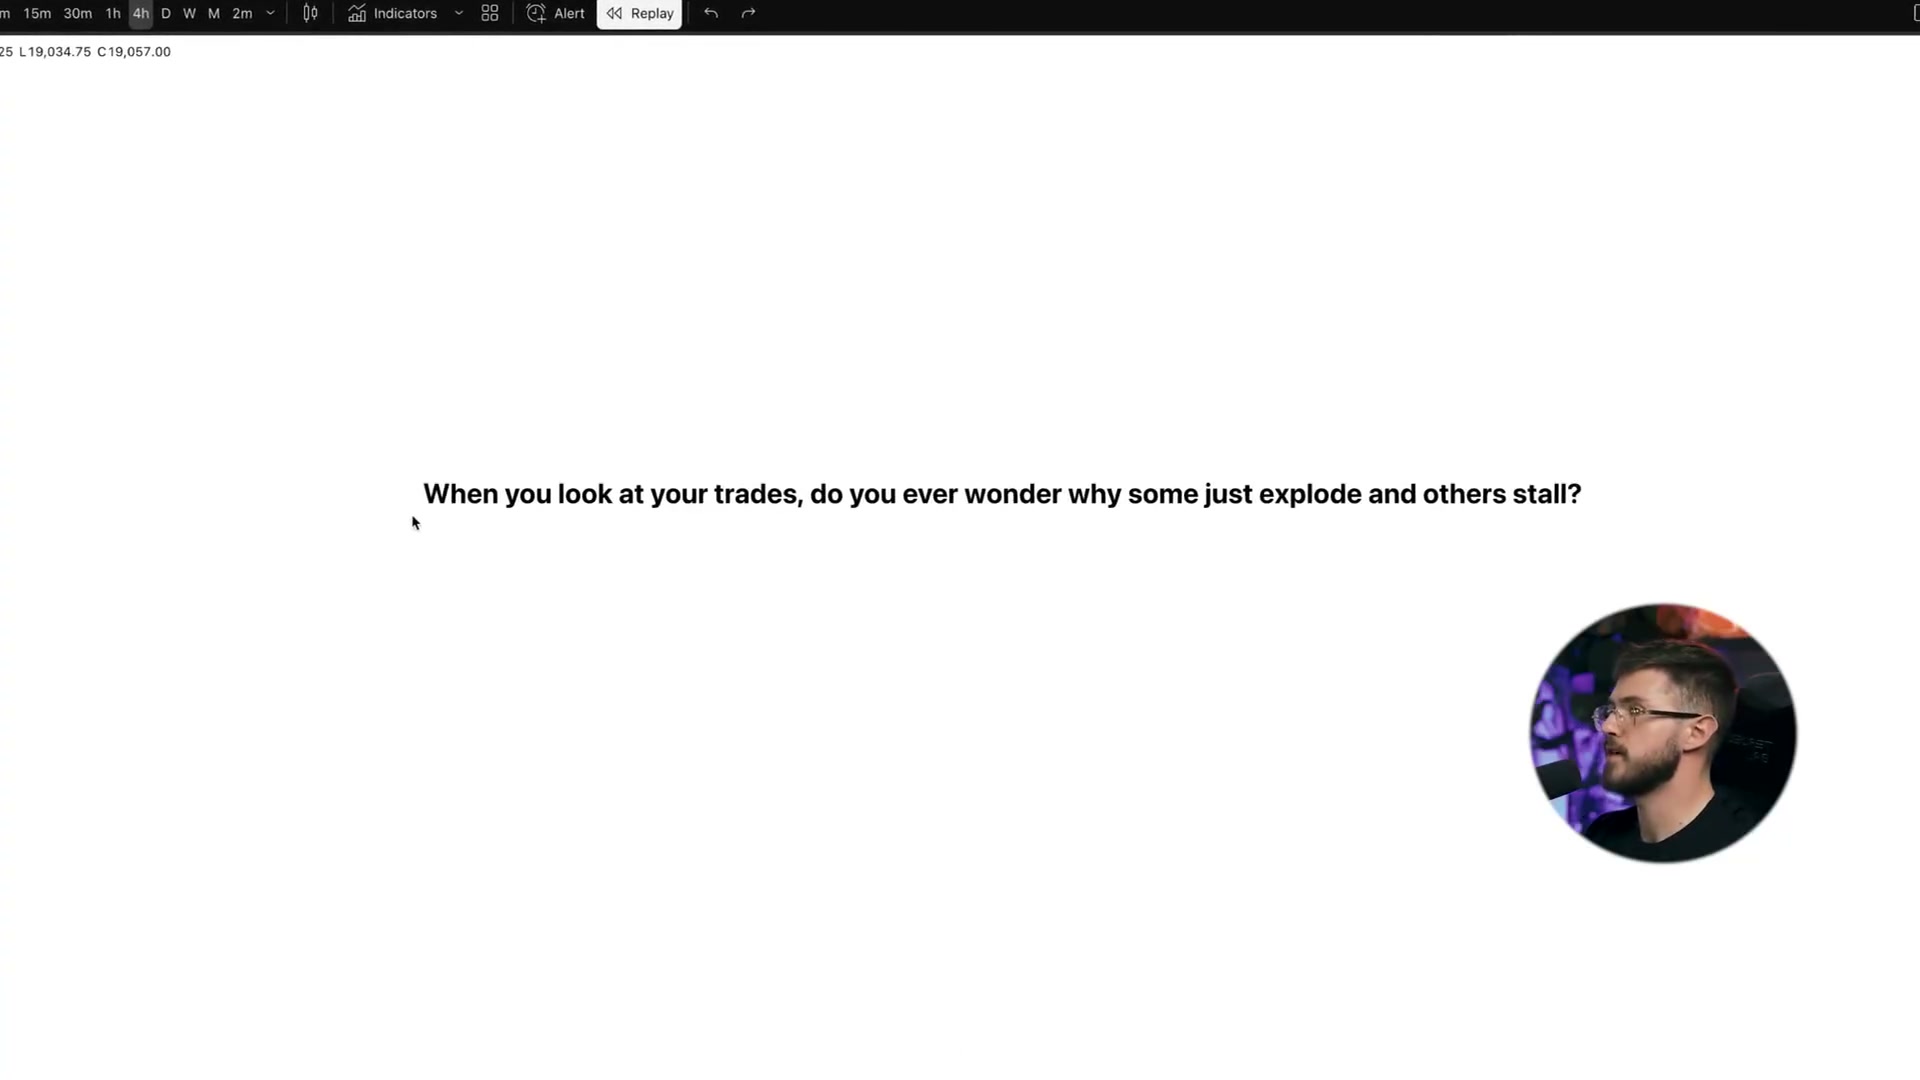 m 15m 30m 1h 4h D W M 2m Indicators Alert Replay
25 L19,034.75 C19,057.00
When you look at your trades, do you ever wonder why some just explode and others stall?